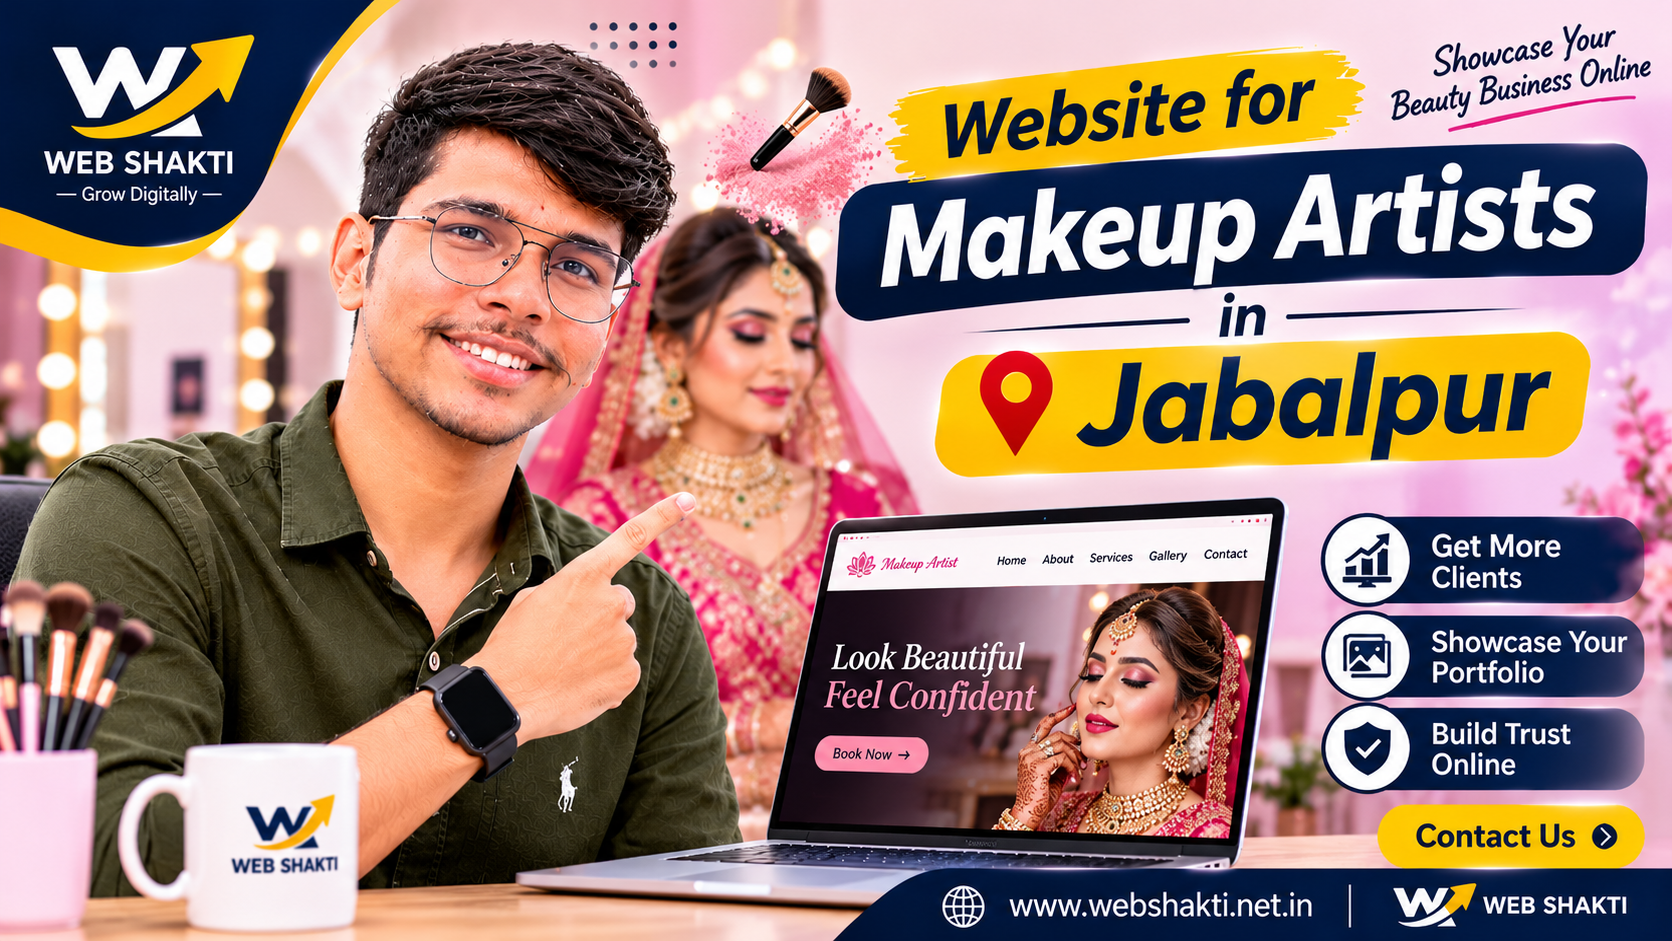 WEB SHAKTI
— Grow Digitally —
Showcase Your
Beauty Business Online
Website for
Makeup Artists
in
Jabalpur
Makeup Artist
Home About Services Gallery Contact
Look Beautiful
Feel Confident
Book Now →
Get More
Clients
Showcase Your
Portfolio
Build Trust
Online
Contact Us
WEB SHAKTI
www.webshakti.net.in
WEB SHAKTI